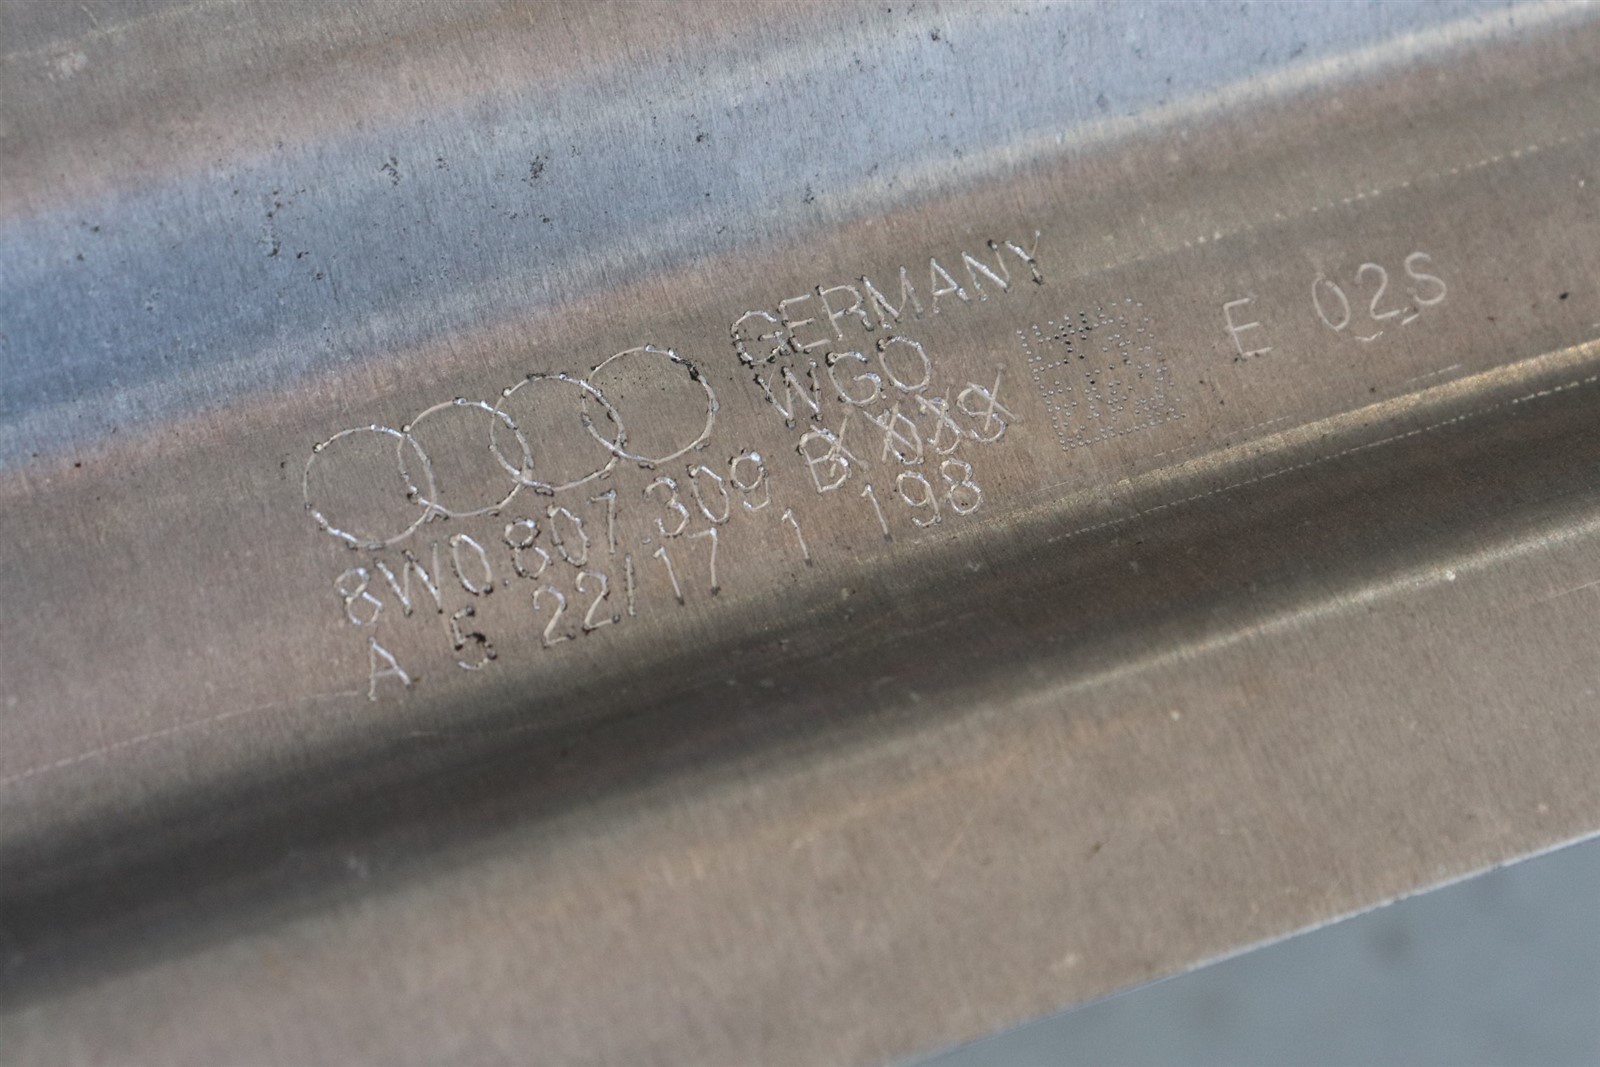 GERMANY
WGO
8W0.807.309 B
A 5 22/17 1 198
E 02S